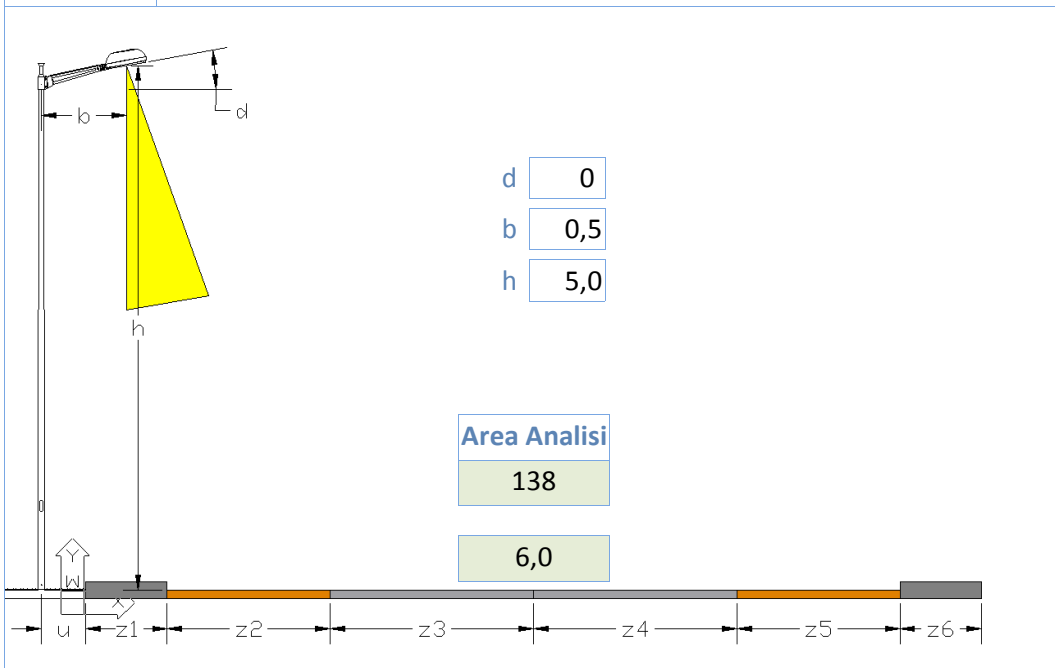 b
d
d 0
b 0,5
h 5,0
h
Area Analisi
138
6,0
Y
W
X
u z1 z2 z3 z4 z5 z6